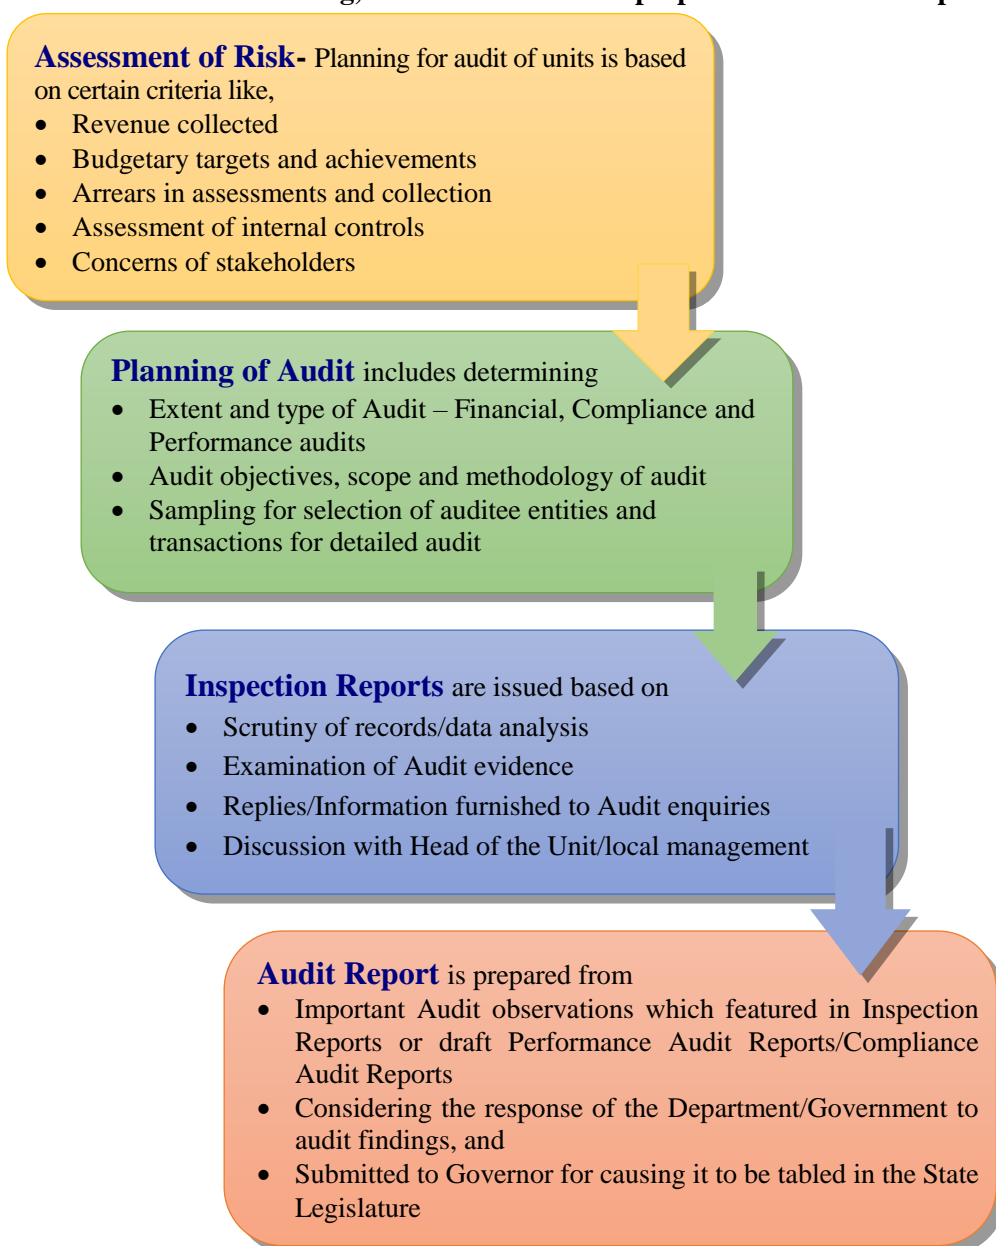 Assessment of Risk- Planning for audit of units is based
on certain criteria like,
• Revenue collected
• Budgetary targets and achievements
• Arrears in assessments and collection
• Assessment of internal controls
• Concerns of stakeholders
Planning of Audit includes determining
• Extent and type of Audit – Financial, Compliance and
Performance audits
• Audit objectives, scope and methodology of audit
• Sampling for selection of auditee entities and
transactions for detailed audit
Inspection Reports are issued based on
• Scrutiny of records/data analysis
• Examination of Audit evidence
• Replies/Information furnished to Audit enquiries
• Discussion with Head of the Unit/local management
Audit Report is prepared from
• Important Audit observations which featured in Inspection
Reports or draft Performance Audit Reports/Compliance
Audit Reports
• Considering the response of the Department/Government to
audit findings, and
• Submitted to Governor for causing it to be tabled in the State
Legislature